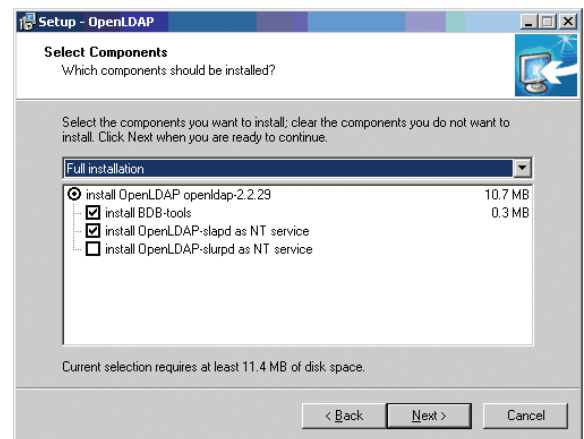 Setup - OpenLDAP
Select Components
Which components should be installed?
Select the components you want to install; clear the components you do not want to
install. Click Next when you are ready to continue.
Full installation
install OpenLDAP openldap-2.2.29 10.7 MB
install BDB-tools 0.3 MB
install OpenLDAP-slapd as NT service
install OpenLDAP-slurpd as NT service
Current selection requires at least 11.4 MB of disk space.
< Back Next > Cancel